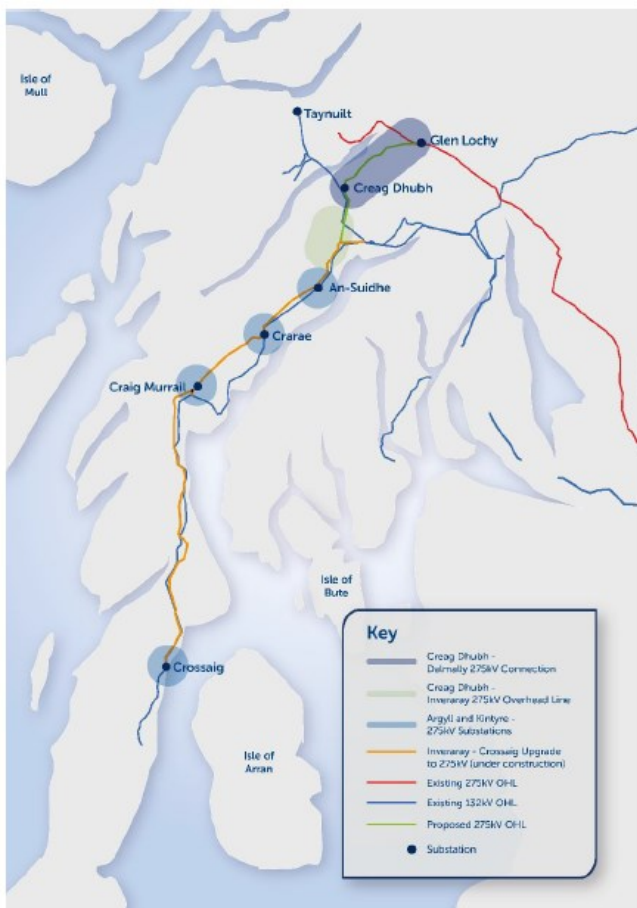 Isle of
Mull
Taynuilt
Glen Lochy
Creag Dhubh
An-Suidhe
Crarae
Craig Murrail
Isle of
Bute
Crossaig
Isle of
Arran
Key
Creag Dhubh -
Dalmally 275kV Connection
Creag Dhubh -
Inveraray 275kV Overhead Line
Argyll and Kintyre -
275kV Substations
Inveraray - Crossaig Upgrade
to 275kV (under construction)
Existing 275kV OHL
Existing 132kV OHL
Proposed 275kV OHL
Substation